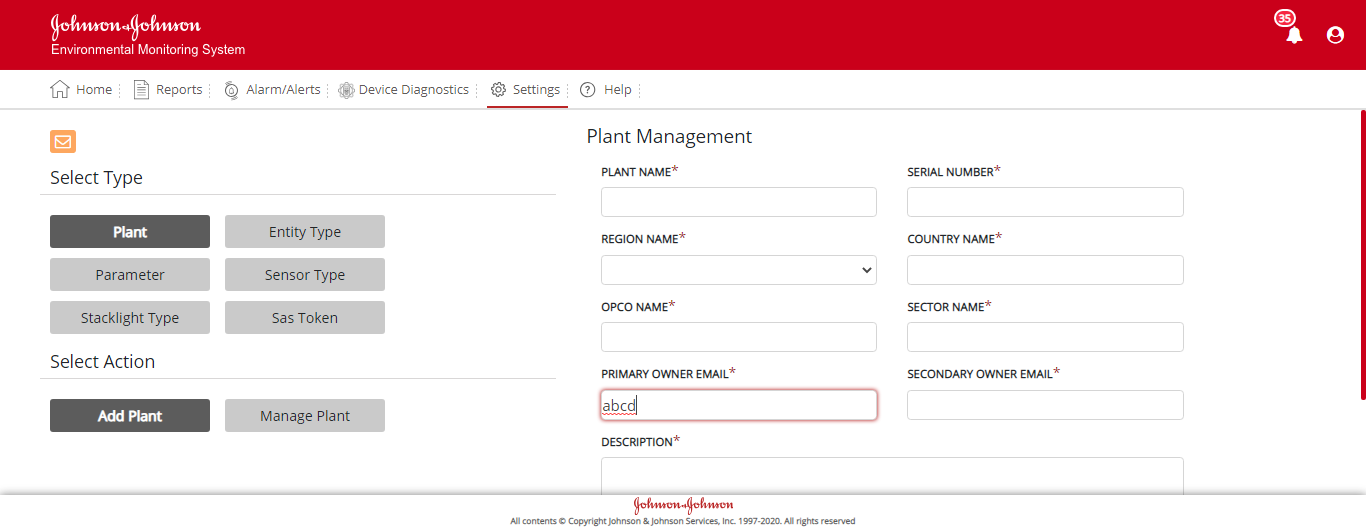 Johnson & Johnson
35
Environmental Monitoring System
Home
Reports
Alarm/Alerts
Device Diagnostics
Settings
Help
Select Type
Plant
Entity Type
Parameter
Sensor Type
Stacklight Type
Sas Token
Select Action
Add Plant
Manage Plant
Plant Management
PLANT NAME*
SERIAL NUMBER*
REGION NAME*
COUNTRY NAME*
OPCO NAME*
SECTOR NAME*
PRIMARY OWNER EMAIL*
SECONDARY OWNER EMAIL*
abcd
DESCRIPTION*
Johnson & Johnson
All contents © Copyright Johnson & Johnson Services, Inc. 1997-2020. All rights reserved